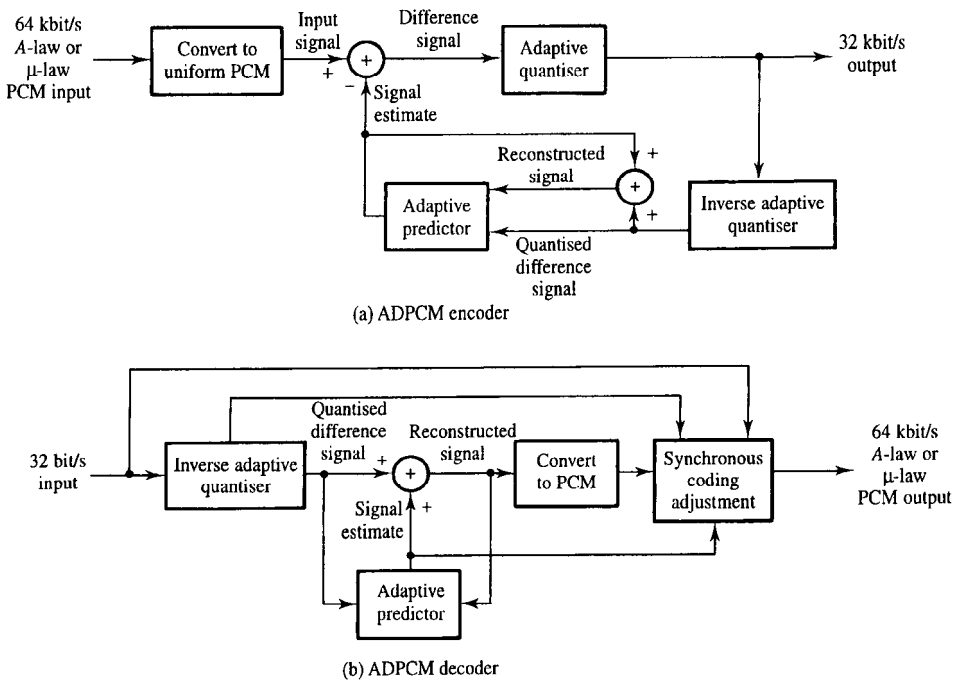 64 kbit/s
A-law or
μ-law
PCM input
Convert to
uniform PCM
Input
signal
+
+
−
Signal
estimate
Difference
signal
Adaptive
quantiser
32 kbit/s
output
Reconstructed
signal
+
+
+
Adaptive
predictor
Inverse adaptive
quantiser
Quantised
difference
signal
(a) ADPCM encoder
32 bit/s
input
Inverse adaptive
quantiser
Quantised
difference
signal
+
+
+
Signal
estimate
Reconstructed
signal
Convert
to PCM
Synchronous
coding
adjustment
64 kbit/s
A-law or
μ-law
PCM output
Adaptive
predictor
(b) ADPCM decoder